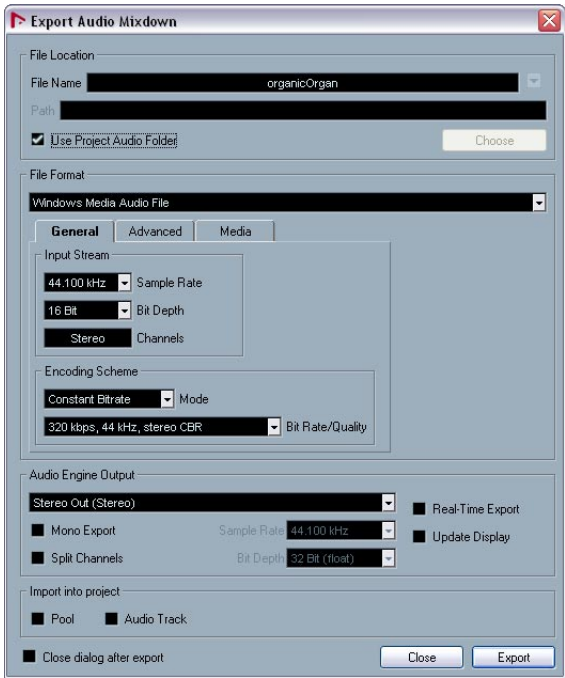 Export Audio Mixdown
File Location
File Name organicOrgan
Path
Use Project Audio Folder Choose
File Format
Windows Media Audio File
General Advanced Media
Input Stream
44.100 kHz Sample Rate
16 Bit Bit Depth
Stereo Channels
Encoding Scheme
Constant Bitrate Mode
320 kbps, 44 kHz, stereo CBR Bit Rate/Quality
Audio Engine Output
Stereo Out (Stereo) Real-Time Export
Mono Export Sample Rate 44.100 kHz Update Display
Split Channels Bit Depth 32 Bit (float)
Import into project
Pool Audio Track
Close dialog after export Close Export